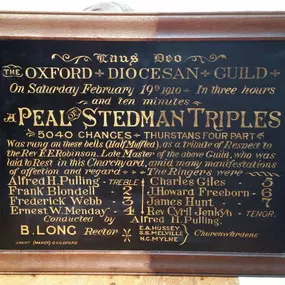 Laus Deo
THE OXFORD DIOCESAN GUILD
On Saturday February 19th 1910 In three hours
and ten minutes
A PEAL OF STEDMAN TRIPLES
5040 CHANGES THURSTANS FOUR PART
Was rung on these bells (Half Muffled), as a tribute of Respect to
the Rev F.E. Robinson, Late Master of the above Guild, who was
laid to Rest in this Churchyard, amid many manifestations
of affection and regard The Ringers were
Alfred H. Pulling - TREBLE Charles Giles 5
Frank Blondell - 2 J. Howard Freeborn - 6
Frederick Webb - 3 James Hunt - 7
Ernest W. Menday - 4 Rev Cyril Jenkyn - TENOR.
Conducted by Alfred H. Pulling.
B. LONG Rector E.A. HUSSEY
S.S. MELVILLE Churchwardens
N.C. MYLNE